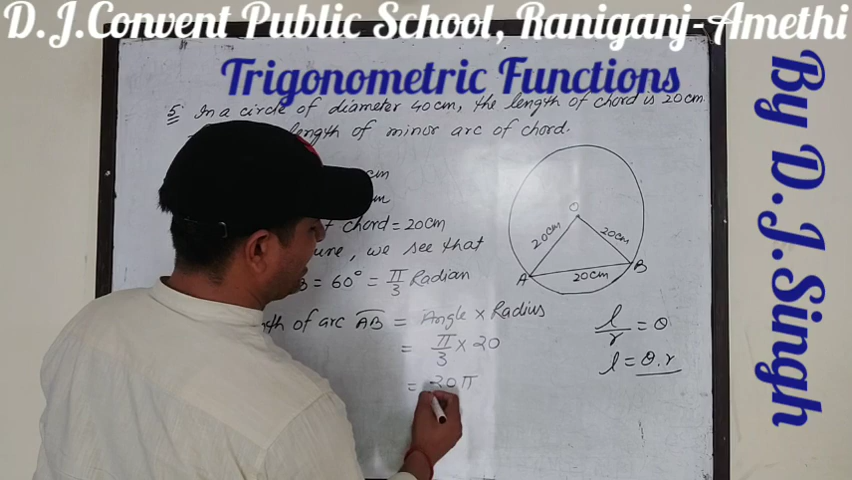 D.J.Convent Public School, Raniganj-Amethi
Trigonometric Functions
By D.J.Singh
5. In a circle of diameter 40cm, the length of chord is 20cm.
length of minor arc of chord.
cm
chord = 20cm
, we see that
B = 60° = π/3 Radian
of arc AB = Angle × Radius
= π/3 × 20
= 20π
O
20cm
20cm
A
20cm
B
l/r = θ
l = θ.r